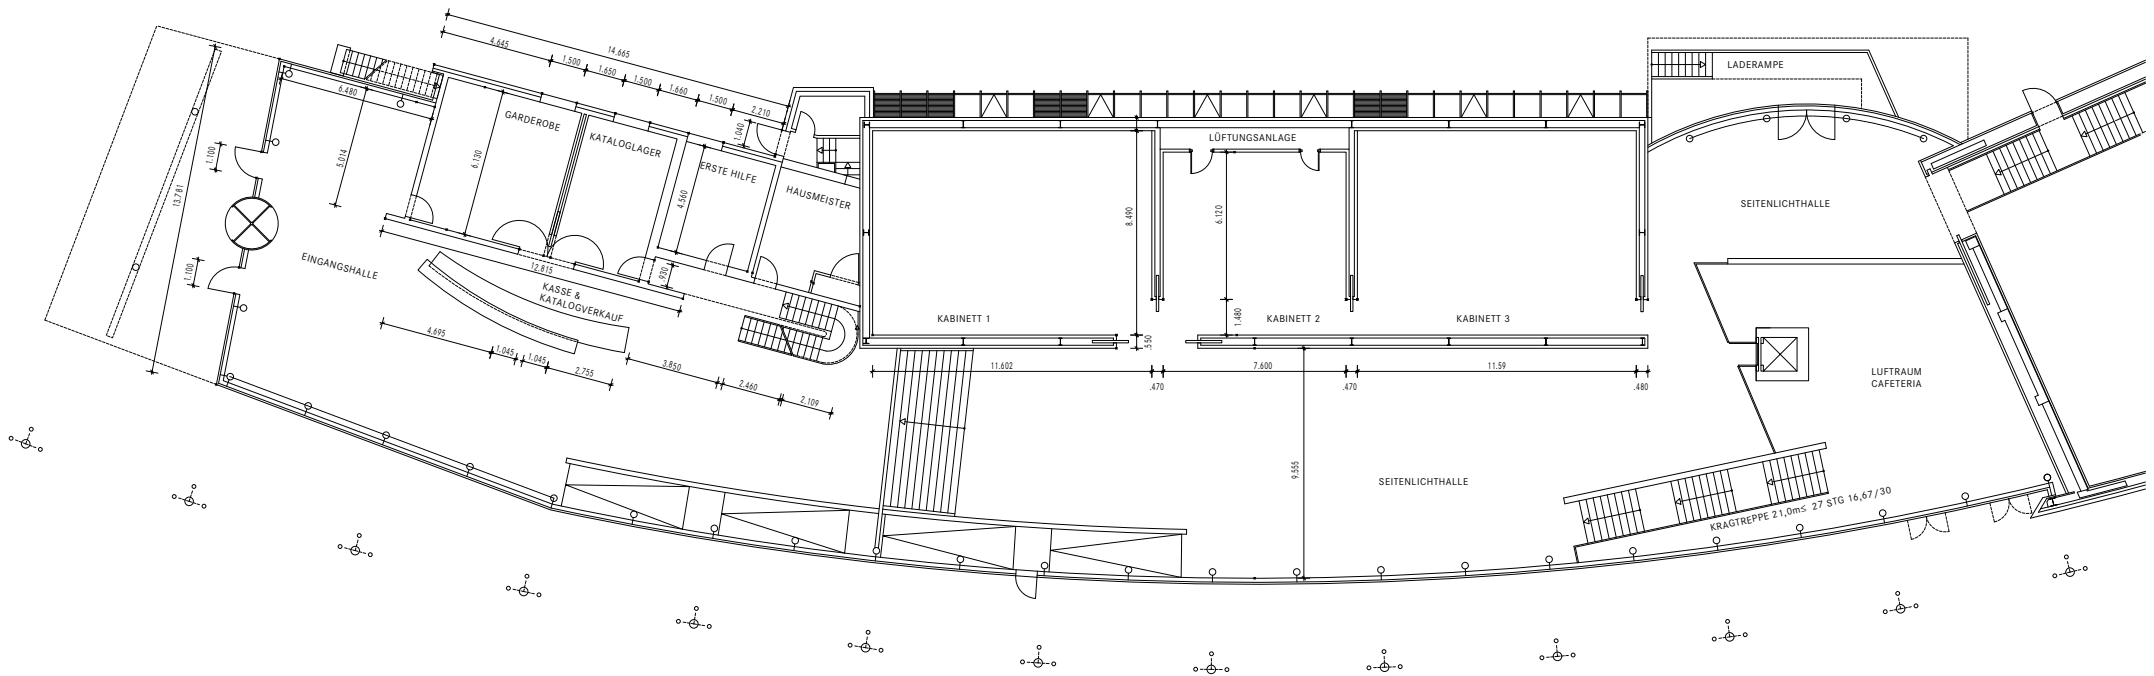 14.665
4.645
1.500
1.650
1.500
1.660
1.500
2.210
1.040
6.480
5.014
13.781
1.100
1.100
GARDEROBE
6.130
KATALOGLAGER
ERSTE HILFE
4.560
HAUSMEISTER
EINGANGSHALLE
12.815
.930
KASSE &
KATALOGVERKAUF
4.695
1.045
1.045
2.755
3.850
2.460
2.109
LÜFTUNGSANLAGE
8.490
6.120
1.480
.550
KABINETT 1
KABINETT 2
KABINETT 3
11.602
.470
7.600
.470
11.59
.480
9.555
SEITENLICHTHALLE
LADERAMPE
SEITENLICHTHALLE
LUFTRAUM
CAFETERIA
KRAGTREPPE 21,0m≤ 27 STG 16,67/30